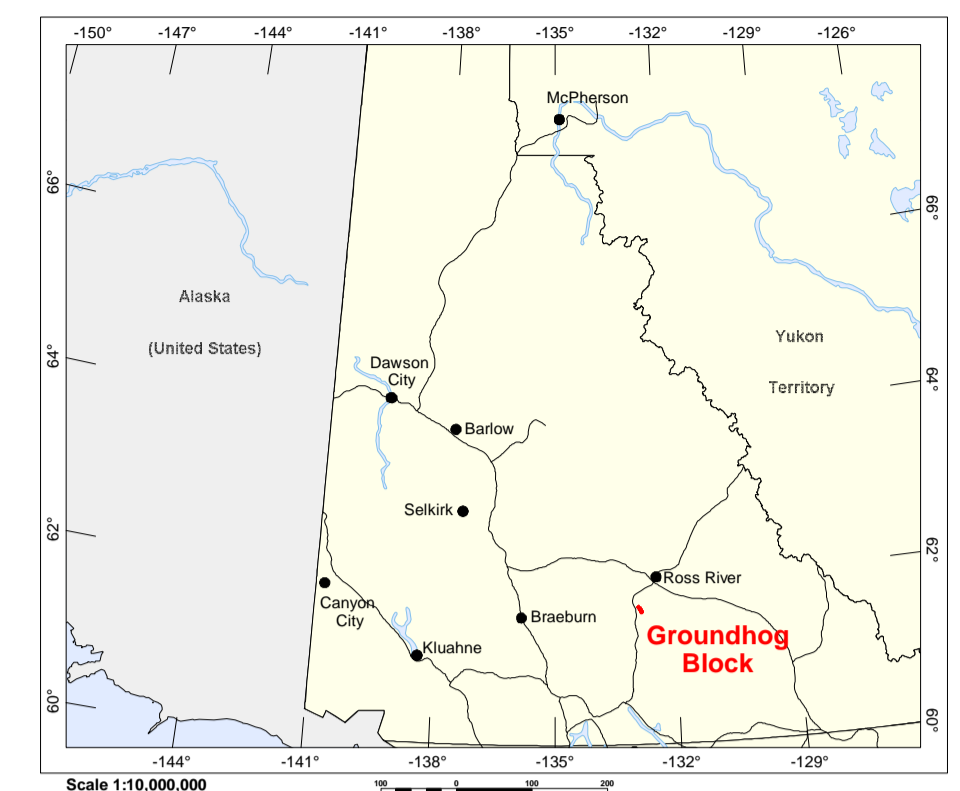 -150° -147° -144° -141° -138° -135° -132° -129° -126°
McPherson
66°
66°
Alaska
(United States)
Yukon
Territory
64°
64°
Dawson
City
Barlow
Selkirk
62°
62°
Ross River
Canyon
City
Braeburn
Groundhog
Block
Kluahne
60°
60°
-144° -141° -138° -135° -132° -129°
Scale 1:10,000,000
100 0 100 200